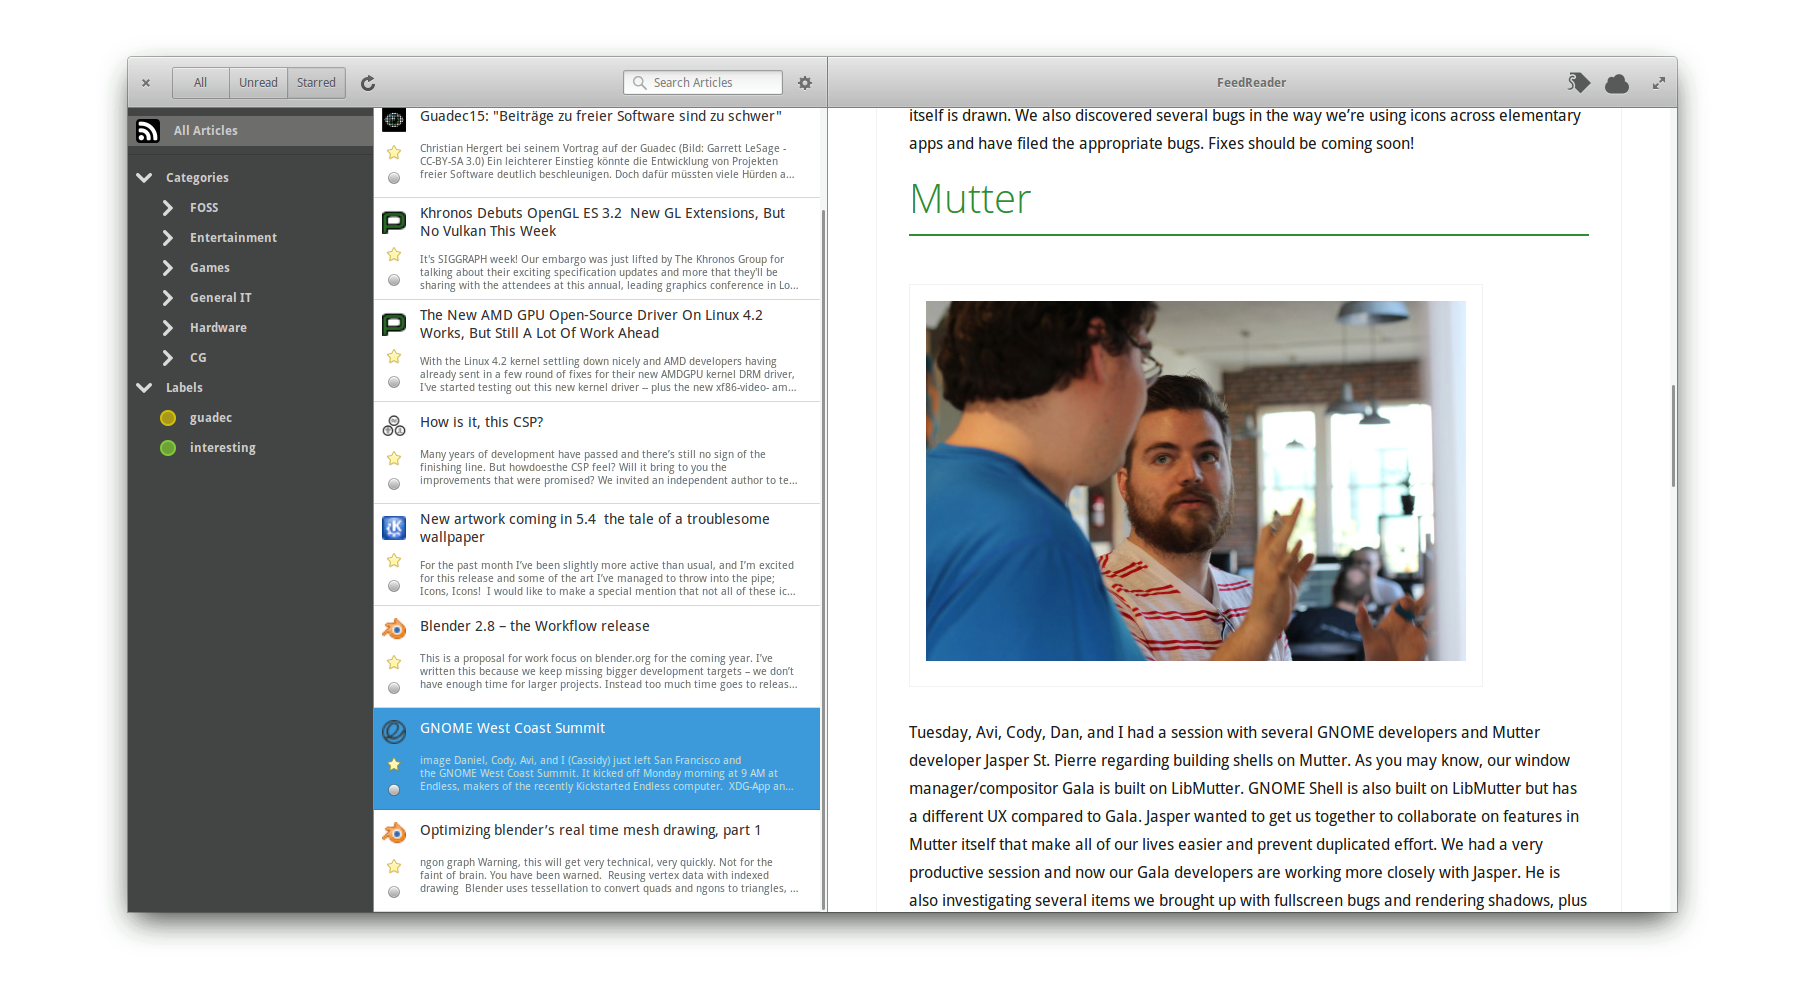 All
Unread
Starred
Search Articles
FeedReader
All Articles
Categories
FOSS
Entertainment
Games
General IT
Hardware
CG
Labels
guadec
interesting
Guadec15: "Beiträge zu freier Software sind zu schwer"
Christian Hergert bei seinem Vortrag auf der Guadec (Bild: Garrett LeSage -
CC-BY-SA 3.0) Ein leichterer Einstieg könnte die Entwicklung von Projekten
freier Software deutlich beschleunigen. Doch dafür müssten viele Hürden a...
Khronos Debuts OpenGL ES 3.2  New GL Extensions, But
No Vulkan This Week
It's SIGGRAPH week! Our embargo was just lifted by The Khronos Group for
talking about their exciting specification updates and more that they'll be
sharing with the attendees at this annual, leading graphics conference in Lo...
The New AMD GPU Open-Source Driver On Linux 4.2
Works, But Still A Lot Of Work Ahead
With the Linux 4.2 kernel settling down nicely and AMD developers having
already sent in a few round of fixes for their new AMDGPU kernel DRM driver,
I've started testing out this new kernel driver -- plus the new xf86-video- am...
How is it, this CSP?
Many years of development have passed and there's still no sign of the
finishing line. But howdoesthe CSP feel? Will it bring to you the
improvements that were promised? We invited an independent author to te...
New artwork coming in 5.4  the tale of a troublesome
wallpaper
For the past month I've been slightly more active than usual, and I'm excited
for this release and some of the art I've managed to throw into the pipe;
Icons, Icons!  I would like to make a special mention that not all of these ic...
Blender 2.8 – the Workflow release
This is a proposal for work focus on blender.org for the coming year. I've
written this because we keep missing bigger development targets – we don't
have enough time for larger projects. Instead too much time goes to releas...
GNOME West Coast Summit
image Daniel, Cody, Avi, and I (Cassidy) just left San Francisco and
the GNOME West Coast Summit. It kicked off Monday morning at 9 AM at
Endless, makers of the recently Kickstarted Endless computer.  XDG-App an...
Optimizing blender's real time mesh drawing, part 1
ngon graph Warning, this will get very technical, very quickly. Not for the
faint of brain. You have been warned.  Reusing vertex data with indexed
drawing  Blender uses tessellation to convert quads and ngons to triangles, ...
itself is drawn. We also discovered several bugs in the way we're using icons across elementary
apps and have filed the appropriate bugs. Fixes should be coming soon!
Mutter
Tuesday, Avi, Cody, Dan, and I had a session with several GNOME developers and Mutter
developer Jasper St. Pierre regarding building shells on Mutter. As you may know, our window
manager/compositor Gala is built on LibMutter. GNOME Shell is also built on LibMutter but has
a different UX compared to Gala. Jasper wanted to get us together to collaborate on features in
Mutter itself that make all of our lives easier and prevent duplicated effort. We had a very
productive session and now our Gala developers are working more closely with Jasper. He is
also investigating several items we brought up with fullscreen bugs and rendering shadows, plus